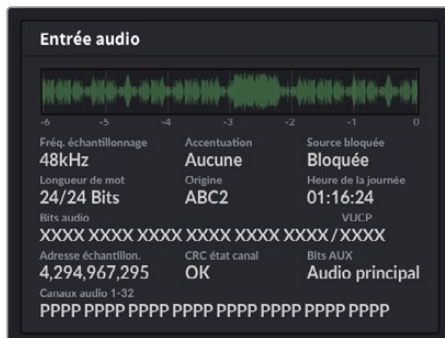 Entrée audio
-6 -5 -4 -3 -2 -1 0
Fréq. échantillonnage Accentuation Source bloquée
48kHz Aucune Bloquée
Longueur de mot Origine Heure de la journée
24/24 Bits ABC2 01:16:24
Bits audio VUCP
XXXX XXXX XXXX XXXX XXXX XXXX/XXXX
Adresse échantillon. CRC état canal Bits AUX
4,294,967,295 OK Audio principal
Canaux audio 1-32
PPPP PPPP PPPP PPPP PPPP PPPP PPPP PPPP